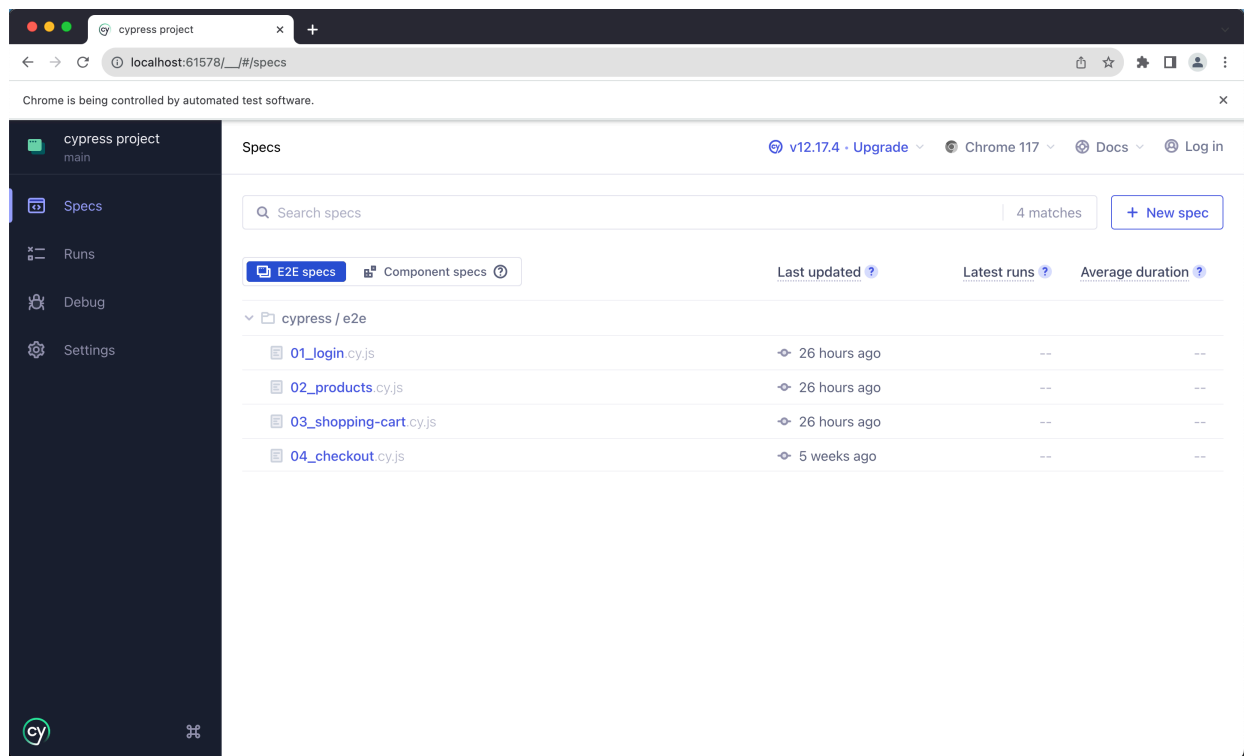 cypress project
localhost:61578/__/#/specs
Chrome is being controlled by automated test software.
cypress project
main
Specs
Runs
Debug
Settings
cy
Specs
v12.17.4 • Upgrade
Chrome 117
Docs
Log in
Search specs
4 matches
+ New spec
E2E specs
Component specs ?
Last updated ?
Latest runs ?
Average duration ?
cypress / e2e
01_login.cy.js 26 hours ago -- --
02_products.cy.js 26 hours ago -- --
03_shopping-cart.cy.js 26 hours ago -- --
04_checkout.cy.js 5 weeks ago -- --